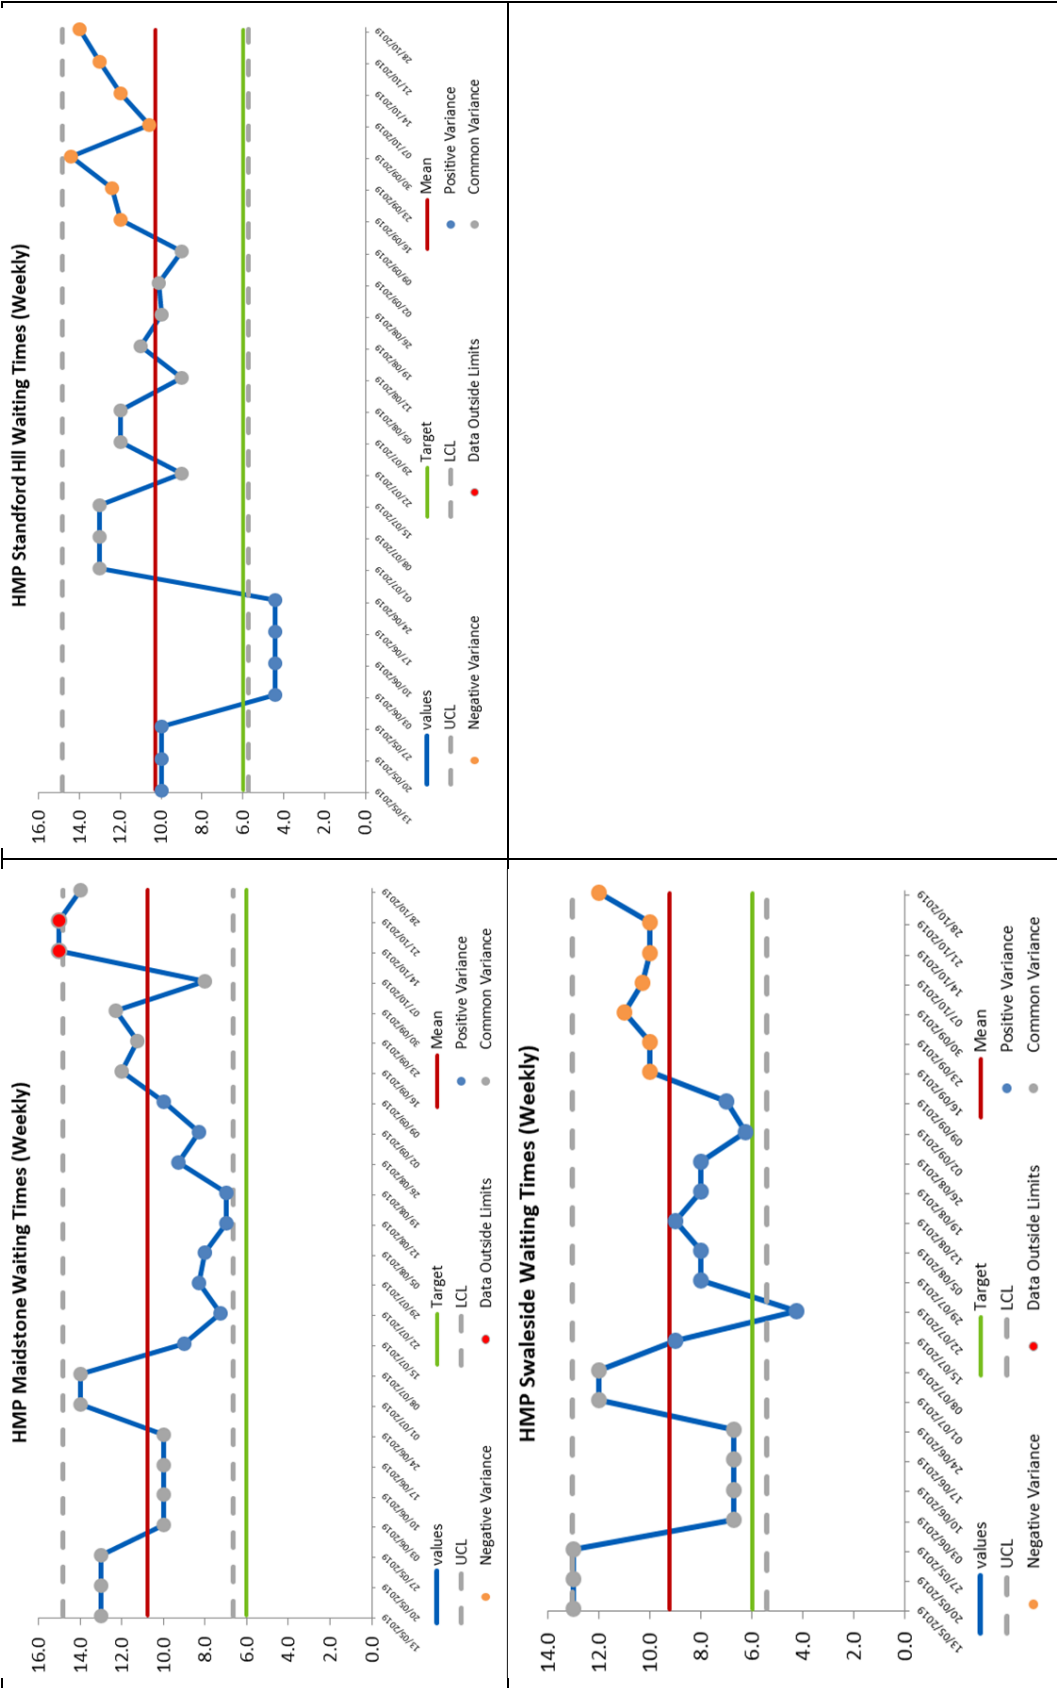 HMP Maidstone Waiting Times (Weekly)
16.0
14.0
12.0
10.0
8.0
6.0
4.0
2.0
0.0
13/05/2019 20/05/2019 27/05/2019 03/06/2019 10/06/2019 17/06/2019 24/06/2019 01/07/2019 08/07/2019 15/07/2019 22/07/2019 29/07/2019 05/08/2019 12/08/2019 19/08/2019 26/08/2019 02/09/2019 09/09/2019 16/09/2019 23/09/2019 30/09/2019 07/10/2019 14/10/2019 21/10/2019 28/10/2019
values Target Mean
UCL LCL Positive Variance
Negative Variance Data Outside Limits Common Variance
HMP Standford Hll Waiting Times (Weekly)
16.0
14.0
12.0
10.0
8.0
6.0
4.0
2.0
0.0
13/05/2019 20/05/2019 27/05/2019 03/06/2019 10/06/2019 17/06/2019 24/06/2019 01/07/2019 08/07/2019 15/07/2019 22/07/2019 29/07/2019 05/08/2019 12/08/2019 19/08/2019 26/08/2019 02/09/2019 09/09/2019 16/09/2019 23/09/2019 30/09/2019 07/10/2019 14/10/2019 21/10/2019 28/10/2019
values Target Mean
UCL LCL Positive Variance
Negative Variance Data Outside Limits Common Variance
HMP Swaleside Waiting Times (Weekly)
14.0
12.0
10.0
8.0
6.0
4.0
2.0
0.0
13/05/2019 20/05/2019 27/05/2019 03/06/2019 10/06/2019 17/06/2019 24/06/2019 01/07/2019 08/07/2019 15/07/2019 22/07/2019 29/07/2019 05/08/2019 12/08/2019 19/08/2019 26/08/2019 02/09/2019 09/09/2019 16/09/2019 23/09/2019 30/09/2019 07/10/2019 14/10/2019 21/10/2019 28/10/2019
values Target Mean
UCL LCL Positive Variance
Negative Variance Data Outside Limits Common Variance